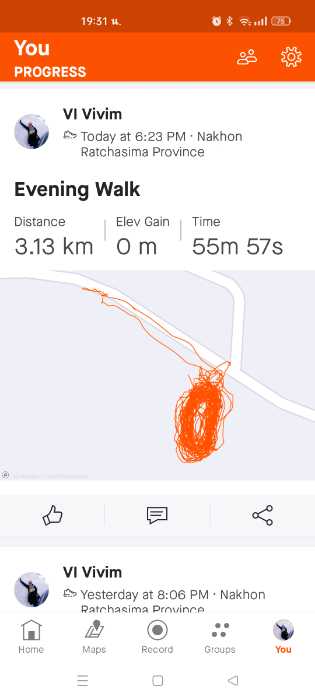 19:31 น.
75
You
PROGRESS
VI Vivim
Today at 6:23 PM · Nakhon
Ratchasima Province
Evening Walk
Distance
Elev Gain
Time
3.13 km
0 m
55m 57s
VI Vivim
Yesterday at 8:06 PM · Nakhon
Ratchasima Province
Home
Maps
Record
Groups
You